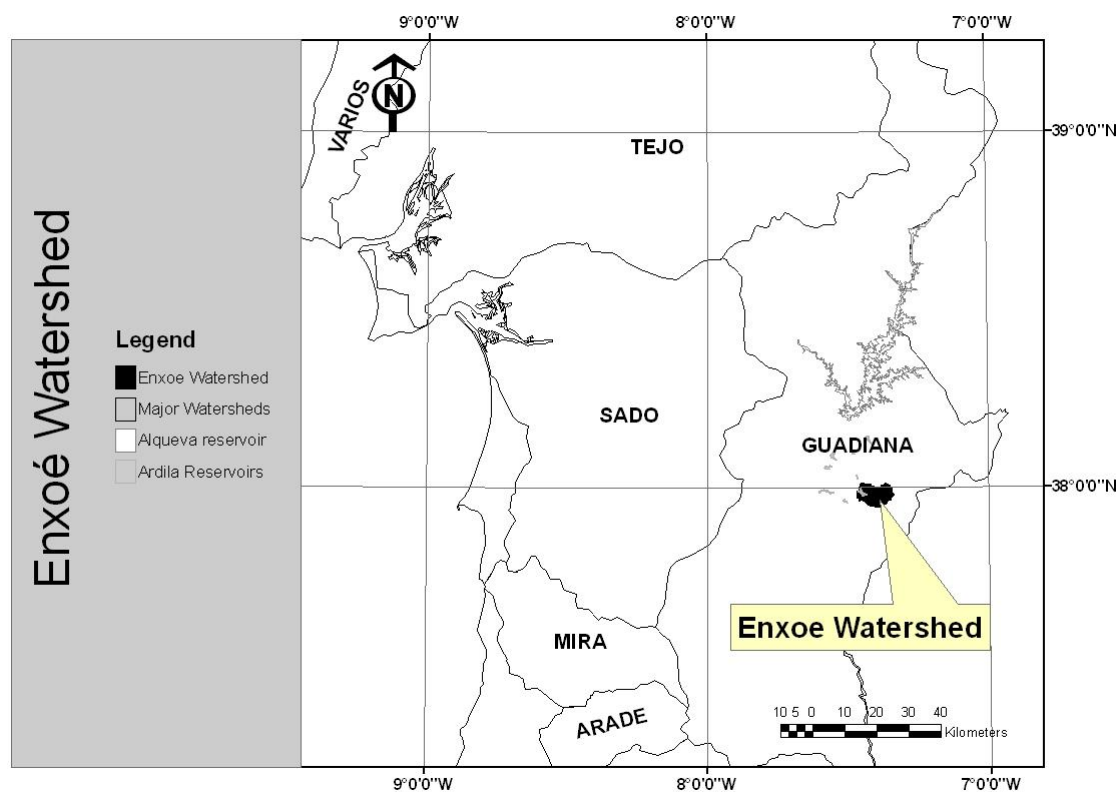 9°0'0"W 8°0'0"W 7°0'0"W
Enxoé Watershed
Legend
Enxoe Watershed
Major Watersheds
Alqueva reservoir
Ardila Reservoirs
N
VARIOS
TEJO
39°0'0"N
SADO
GUADIANA
38°0'0"N
Enxoe Watershed
MIRA
ARADE
10 5 0 10 20 30 40
Kilometers
9°0'0"W 8°0'0"W 7°0'0"W